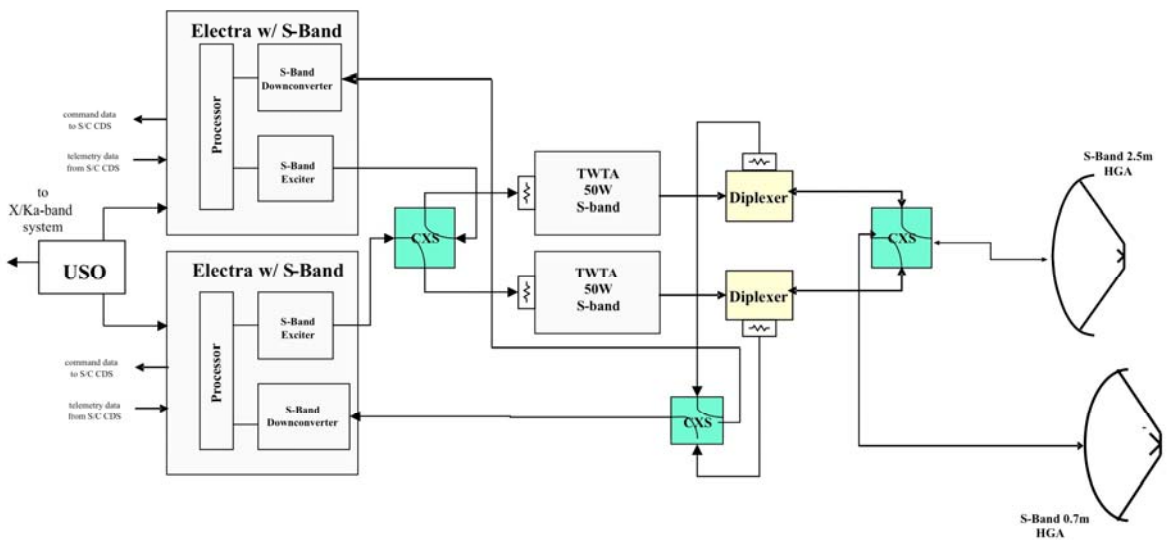 Electra w/ S-Band
Processor
S-Band
Downconverter
S-Band
Exciter
command data
to S/C CDS
telemetry data
from S/C CDS
to
X/Ka-band
system
USO
Electra w/ S-Band
Processor
S-Band
Exciter
S-Band
Downconverter
command data
to S/C CDS
telemetry data
from S/C CDS
CXS
TWTA
50W
S-band
TWTA
50W
S-band
Diplexer
Diplexer
CXS
CXS
S-Band 2.5m
HGA
S-Band 0.7m
HGA